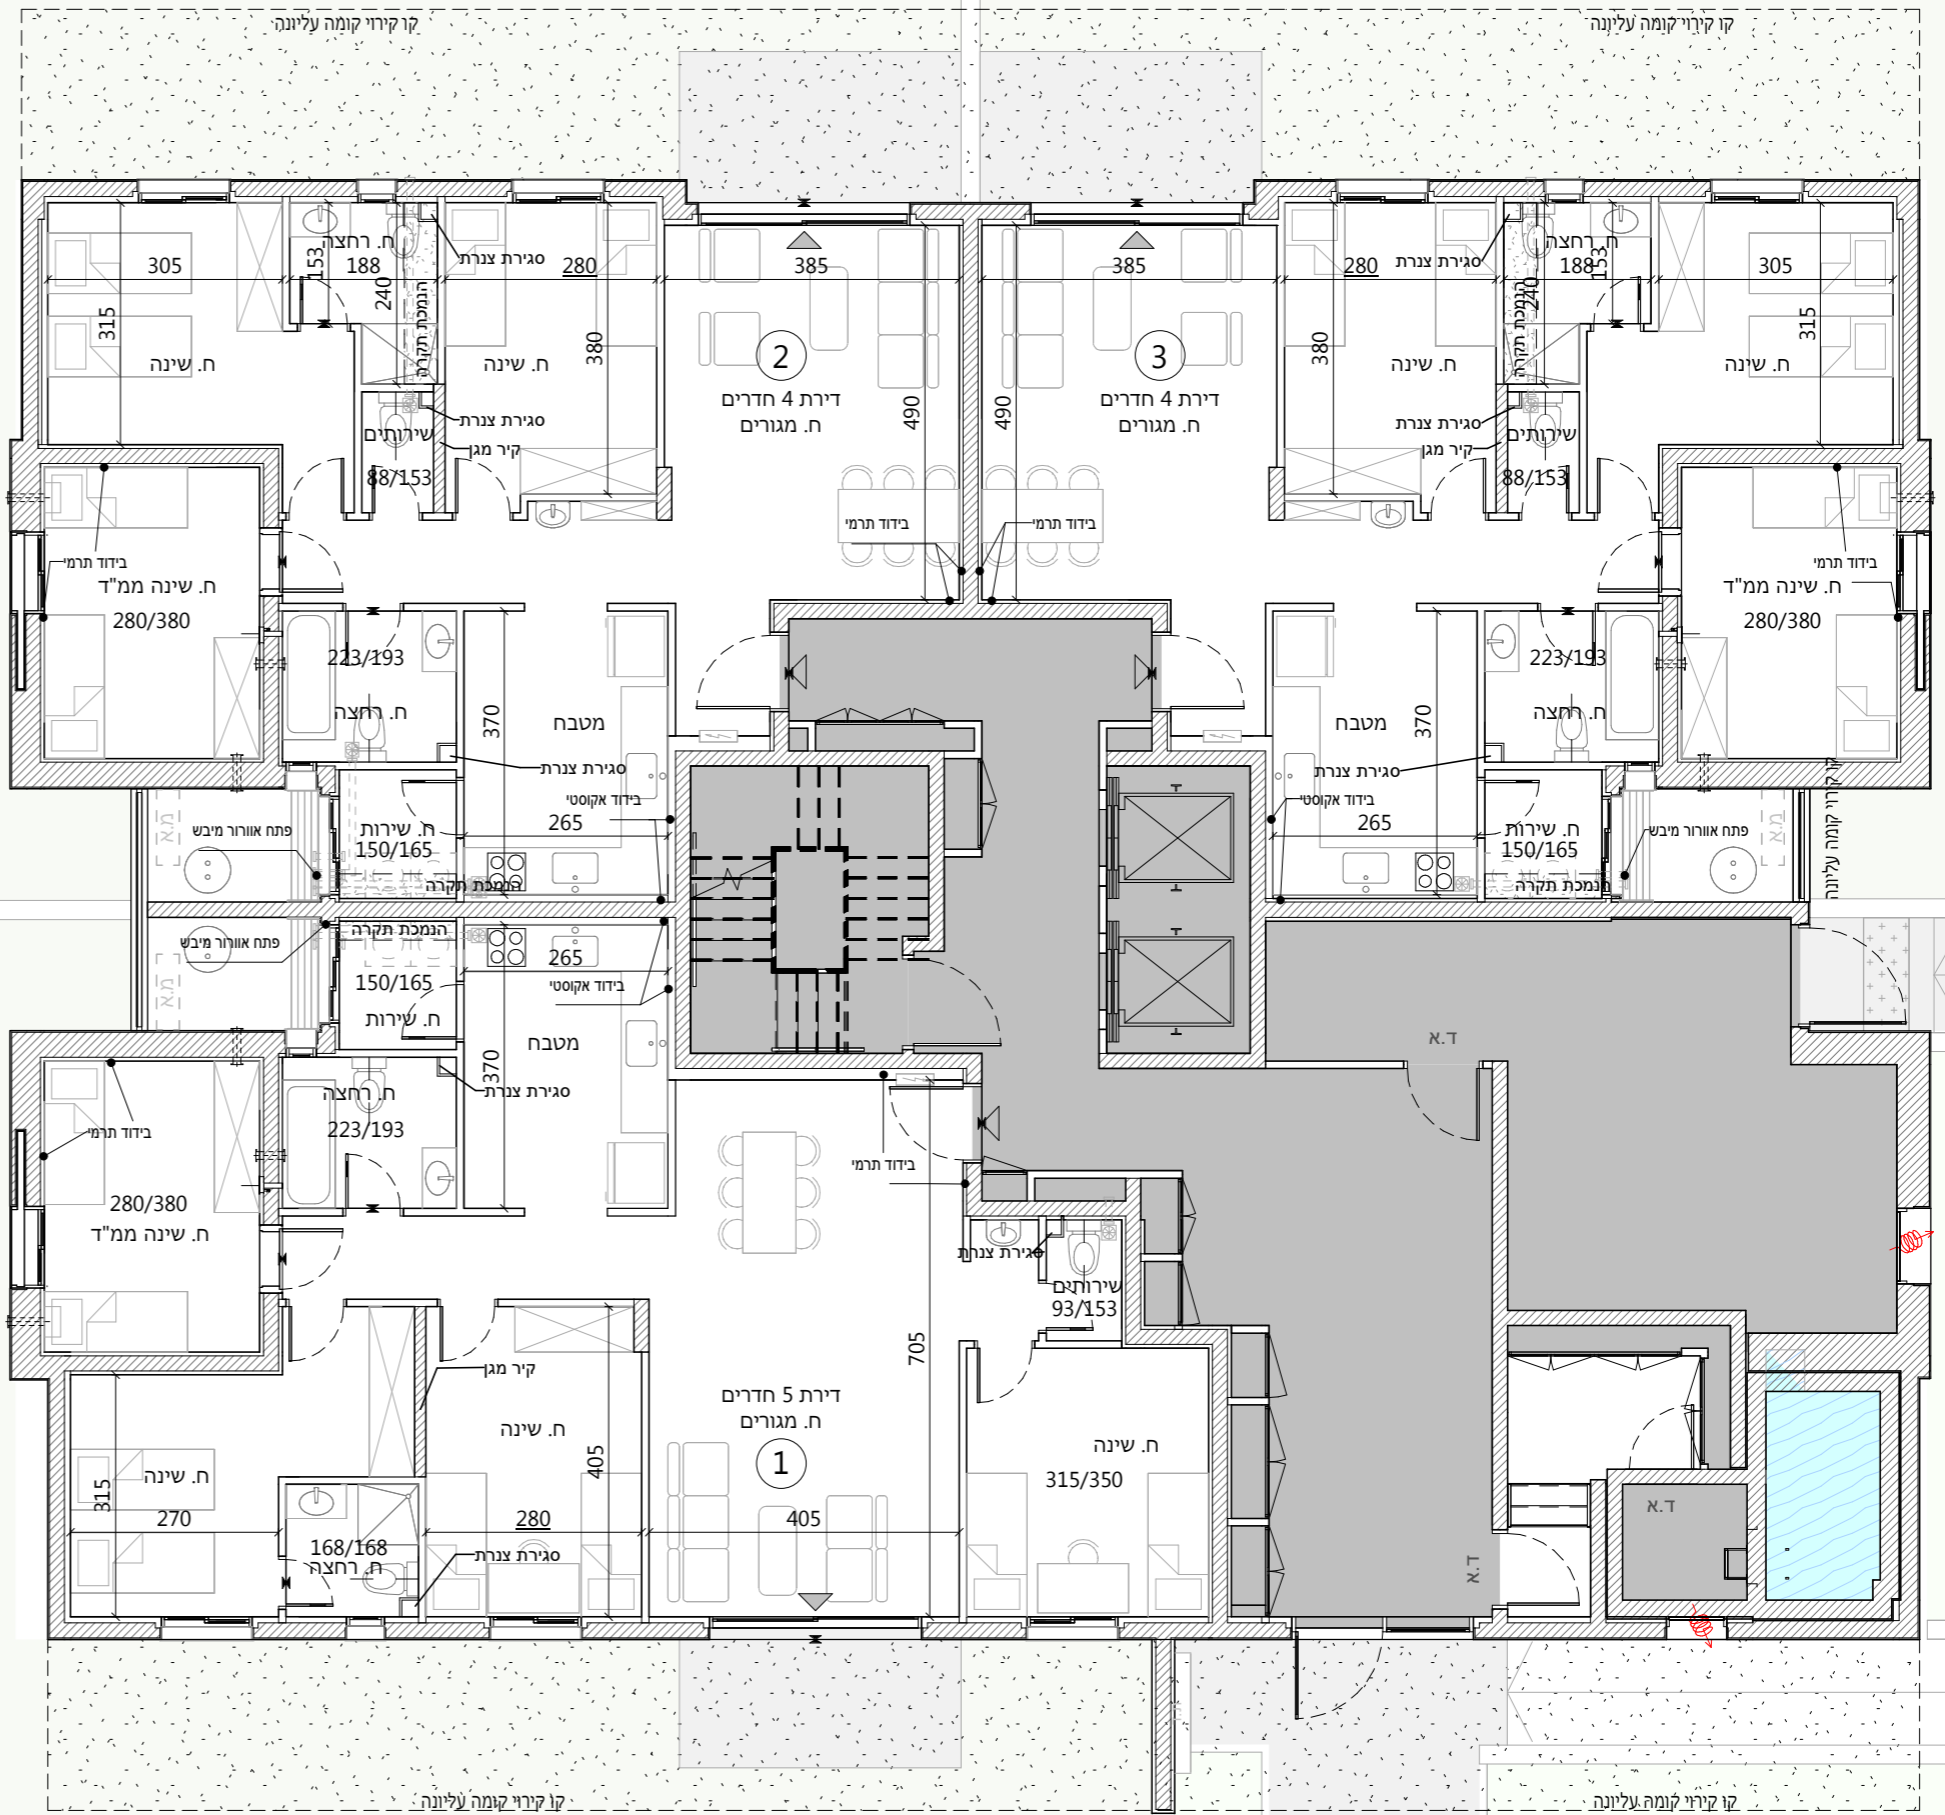 קו קירוי קומה עליונה
קו קירוי קומה עליונה
ח. רחצה
153
188
305
240
315
הנמכת תקרה
סגירת צנרת
280
380
ח. שינה
ח. שינה
385
2
דירת 4 חדרים
ח. מגורים
490
סגירת צנרת
שירותים
קיר מגן
88/153
בידוד תרמי
385
3
דירת 4 חדרים
ח. מגורים
490
בידוד תרמי
280
380
ח. שינה
סגירת צנרת
ח. רחצה
153
188
240
הנמכת תקרה
305
315
ח. שינה
סגירת צנרת
שירותים
קיר מגן
88/153
בידוד תרמי
ח. שינה ממ"ד
280/380
223/193
ח. רחצה
סגירת צנרת
370
מטבח
בידוד אקוסטי
265
ח. שירות
150/165
הנמכת תקרה
פתח אוורור מיבש
מ.א
בידוד תרמי
ח. שינה ממ"ד
280/380
223/193
ח. רחצה
סגירת צנרת
370
מטבח
בידוד אקוסטי
265
ח. שירות
150/165
הנמכת תקרה
פתח אוורור מיבש
מ.א
קו קירוי קומה עליונה
פתח אוורור מיבש
מ.א
הנמכת תקרה
150/165
ח. שירות
265
בידוד אקוסטי
מטבח
370
סגירת צנרת
ח. רחצה
223/193
בידוד תרמי
280/380
ח. שינה ממ"ד
בידוד תרמי
ד.א
סגירת צנרת
שירותים
93/153
705
קיר מגן
דירת 5 חדרים
ח. מגורים
1
405
ח. שינה
405
280
ח. שינה
315/350
ח. שינה
315
270
168/168
ח. רחצה
סגירת צנרת
ד.א
ד.א
קו קירוי קומה עליונה
קו קירוי קומה עליונה